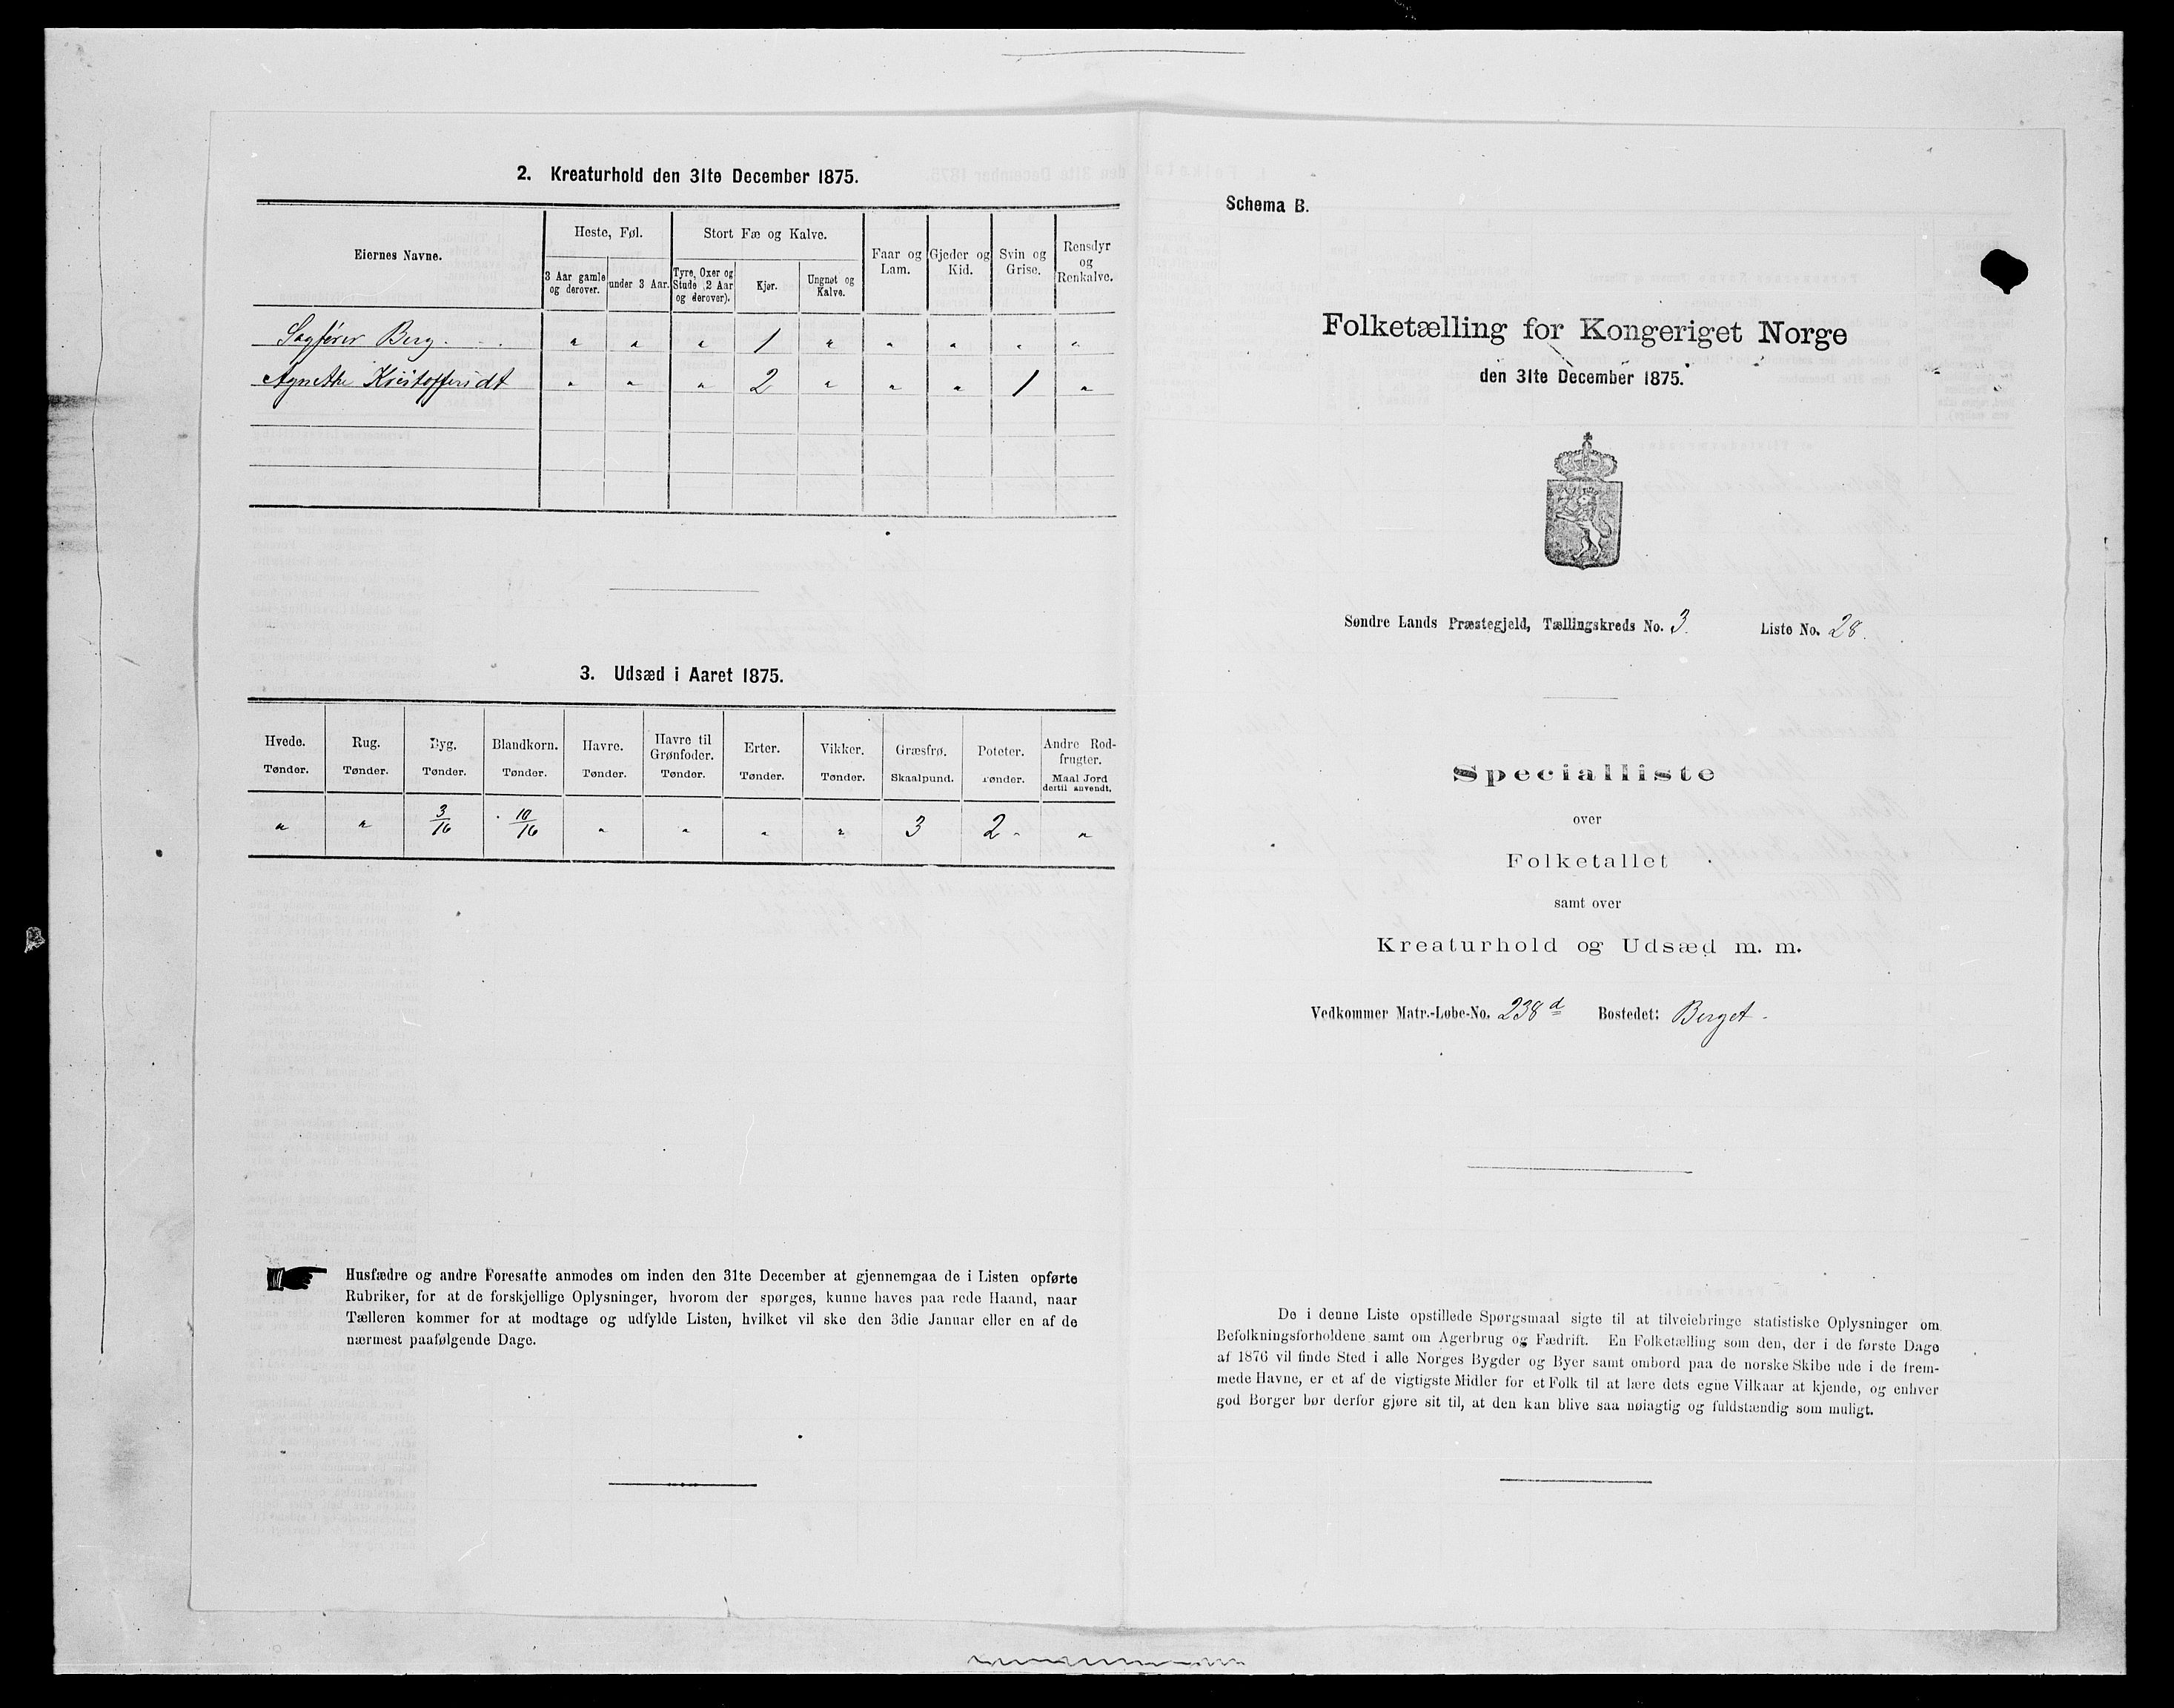 2. Kreaturhold den 31te December 1875.
Eiernes Navne.
Heste, Føl.
3 Aar gamle og derover.
under 3 Aar.
Stort Fæ og Kalve.
Tyre, Oxer og Stude (2 Aar og derover).
Kjør.
Ungnøt og Kalve.
Faar og Lam.
Gjeder og Kid.
Svin og Grise.
Rensdyr og Renkalve.
Sagfører Berg. " " " 1 " " " " "
Agnethe Kristoffersdt " " " 2 " " " 1 "
3. Udsæd i Aaret 1875.
Hvede. Rug. Byg. Blandkorn. Havre. Havre til Grønfoder. Erter. Vikker. Græsfrø. Poteter. Andre Rodfrugter.
Tønder. Tønder. Tønder. Tønder. Tønder. Tønder. Tønder. Tønder. Skaalpund. Tønder. Maal Jord dertil anvendt.
" " 3/16 10/16 " " " " 3 2 "
Husfædre og andre Foresatte anmodes om inden den 31te December at gjennemgaa de i Listen opførte
Rubriker, for at de forskjellige Oplysninger, hvorom der spørges, kunne haves paa rede Haand, naar
Tælleren kommer for at modtage og udfylde Listen, hvilket vil ske den 3die Januar eller en af de
nærmest paafølgende Dage.
Schema B.
Folketælling for Kongeriget Norge
den 31te December 1875.
Søndre Lands Præstegjeld, Tællingskreds No. 3. Liste No. 28.
Specialliste
over
Folketallet
samt over
Kreaturhold og Udsæd m. m.
Vedkommer Matr.-Løbe-No. 238d Bostedet: Berget.
De i denne Liste opstillede Spørgsmaal sigte til at tilveiebringe statistiske Oplysninger om
Befolkningsforholdene samt om Agerbrug og Fædrift. En Folketælling som den, der i de første Dage
af 1876 vil finde Sted i alle Norges Bygder og Byer samt ombord paa de norske Skibe ude i de frem-
mede Havne, er et af de vigtigste Midler for et Folk til at lære dets egne Vilkaar at kjende, og enhver
god Borger bør derfor gjøre sit til, at den kan blive saa nøiagtig og fuldstændig som muligt.